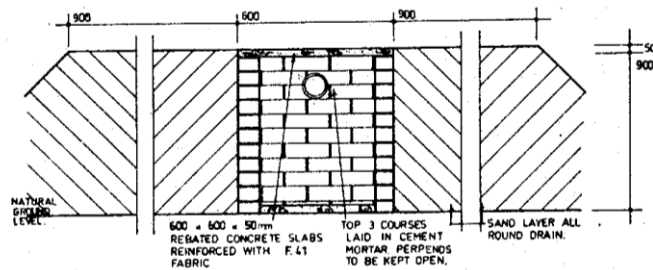 900
600
900
50
900
NATURAL
GROUND
LEVEL.
600 x 600 x 50mm
REBATED CONCRETE SLABS
REINFORCED WITH F.41
FABRIC
TOP 3 COURSES
LAID IN CEMENT
MORTAR. PERPENDS
TO BE KEPT OPEN.
SAND LAYER ALL
ROUND DRAIN.